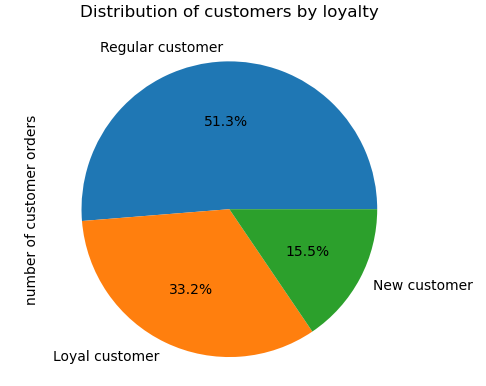 Distribution of customers by loyalty
Regular customer
51.3%
number of customer orders
15.5%
33.2%
New customer
Loyal customer